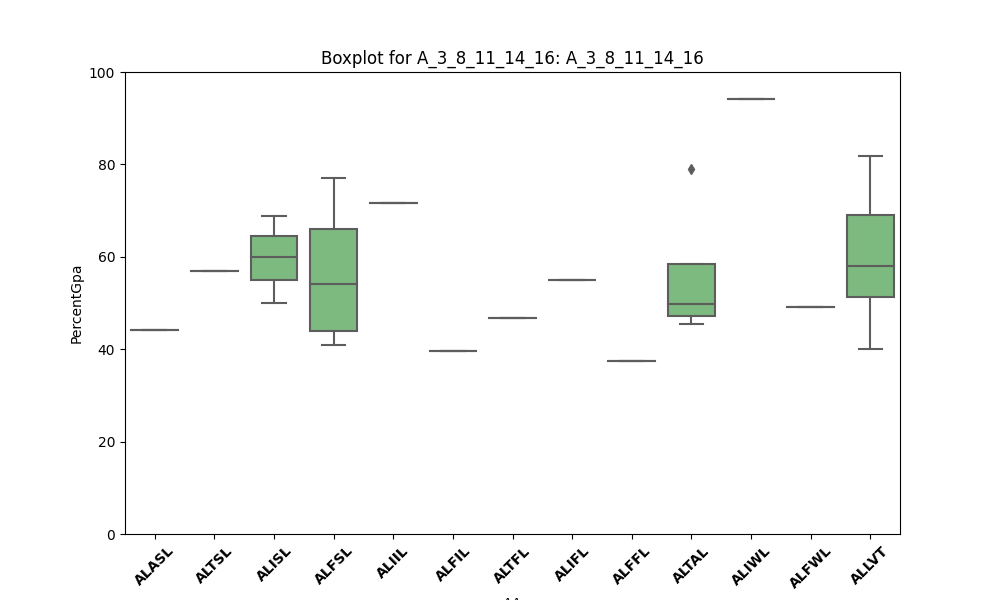 Boxplot for A_3_8_11_14_16: A_3_8_11_14_16
100
80
60
40
20
0
PercentGpa
ALASL ALTSL ALISL ALFSL ALIIL ALFIL ALTFL ALIFL ALFFL ALTAL ALIWL ALFWL ALLVT